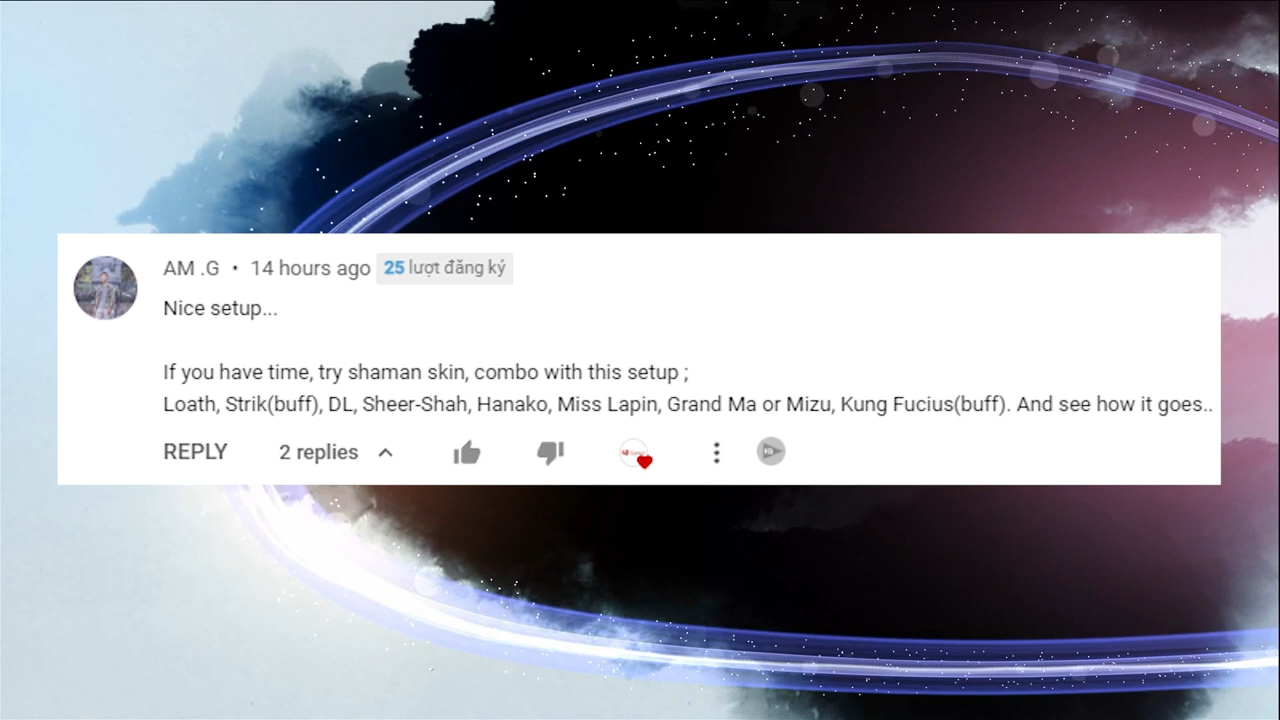 AM .G • 14 hours ago 25 lượt đăng ký
Nice setup...
If you have time, try shaman skin, combo with this setup ;
Loath, Strik(buff), DL, Sheer-Shah, Hanako, Miss Lapin, Grand Ma or Mizu, Kung Fucius(buff). And see how it goes..
REPLY 2 replies